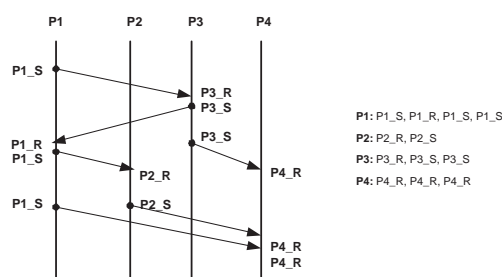 P1 P2 P3 P4
P1_S
P3_R
P3_S
P3_S
P1_R
P1_S
P2_R
P4_R
P1_S
P2_S
P4_R
P4_R
P1: P1_S, P1_R, P1_S, P1_S
P2: P2_R, P2_S
P3: P3_R, P3_S, P3_S
P4: P4_R, P4_R, P4_R